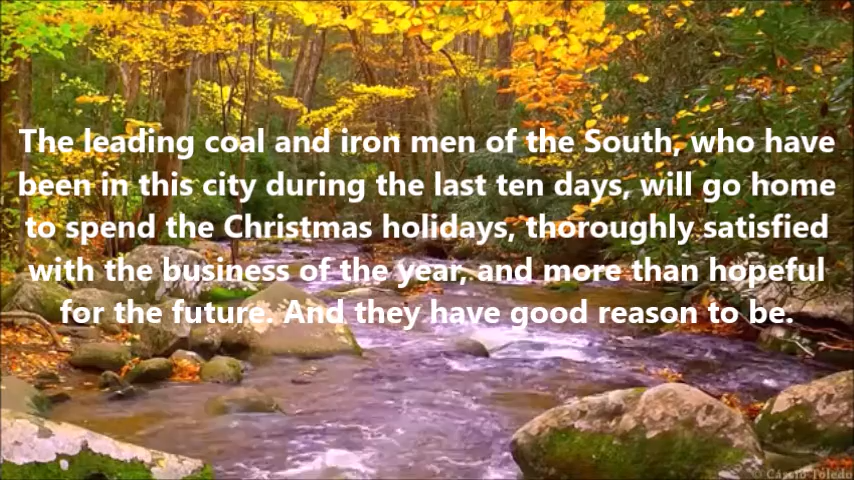 The leading coal and iron men of the South, who have
been in this city during the last ten days, will go home
to spend the Christmas holidays, thoroughly satisfied
with the business of the year, and more than hopeful
for the future. And they have good reason to be.
© Cássio Toledo